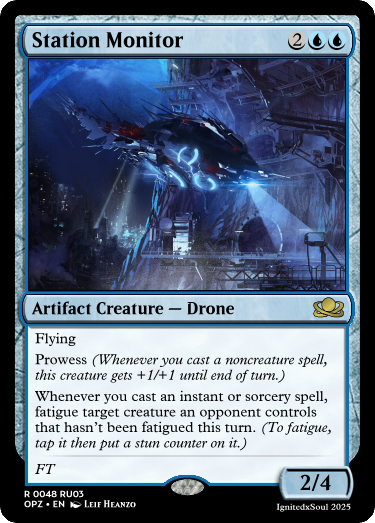 Station Monitor 2
Artifact Creature — Drone
Flying
Prowess (Whenever you cast a noncreature spell,
this creature gets +1/+1 until end of turn.)
Whenever you cast an instant or sorcery spell,
fatigue target creature an opponent controls
that hasn't been fatigued this turn. (To fatigue,
tap it then put a stun counter on it.)
FT
2/4
R 0048 RU03
OPZ • EN Leif Heanzo
IgnitedxSoul 2025